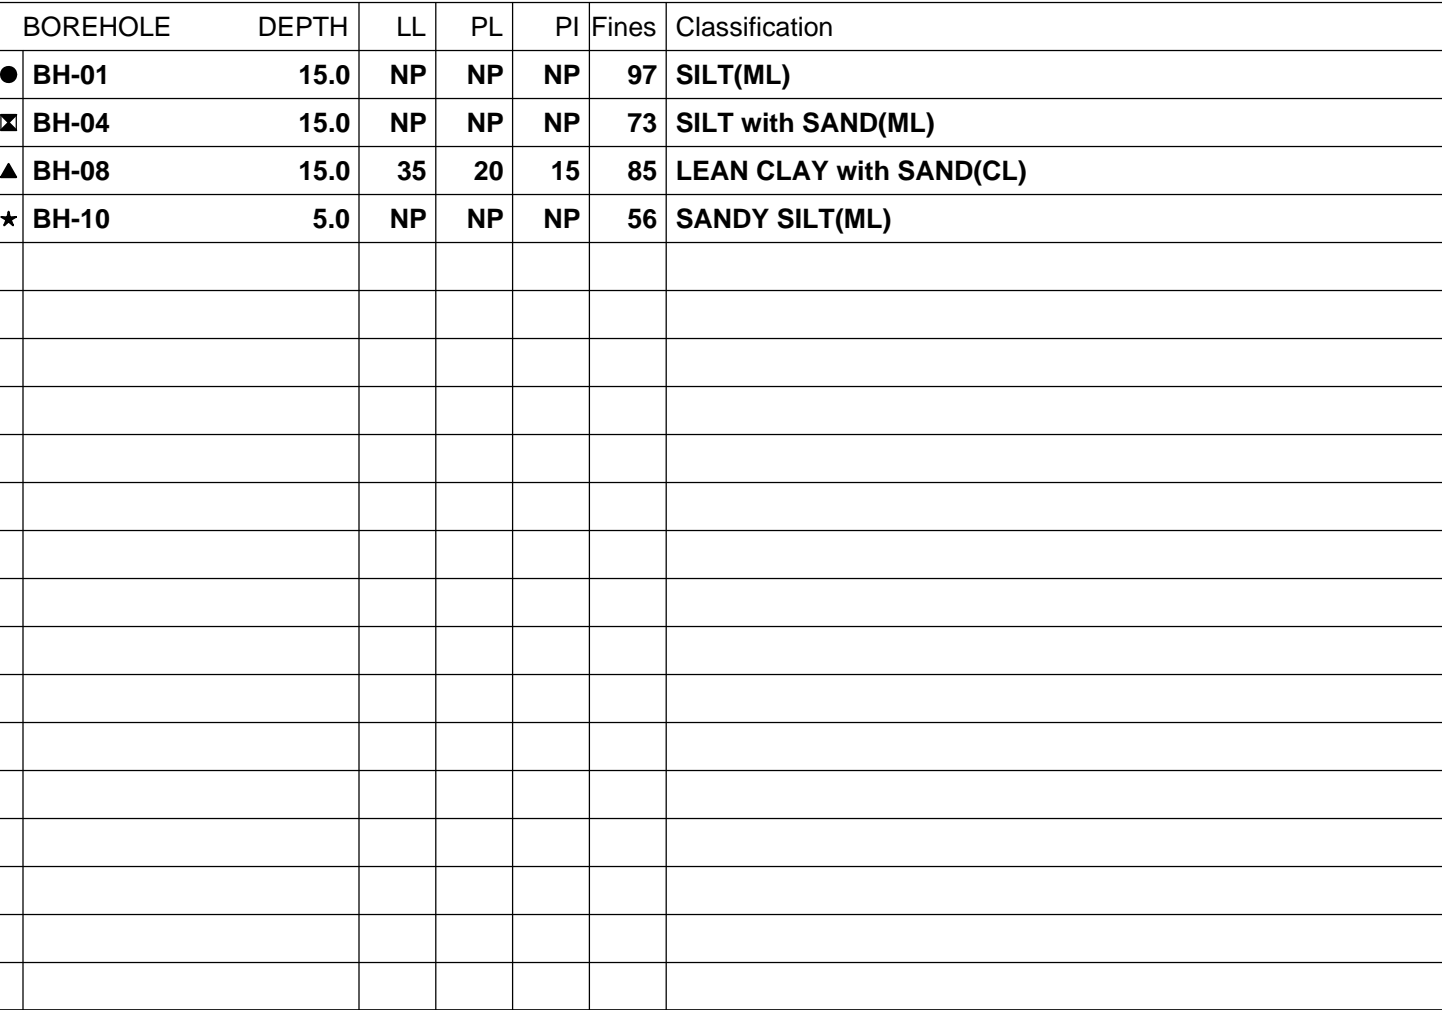 BOREHOLE DEPTH LL PL PI Fines Classification
BH-01 15.0 NP NP NP 97 SILT(ML)
BH-04 15.0 NP NP NP 73 SILT with SAND(ML)
BH-08 15.0 35 20 15 85 LEAN CLAY with SAND(CL)
BH-10 5.0 NP NP NP 56 SANDY SILT(ML)